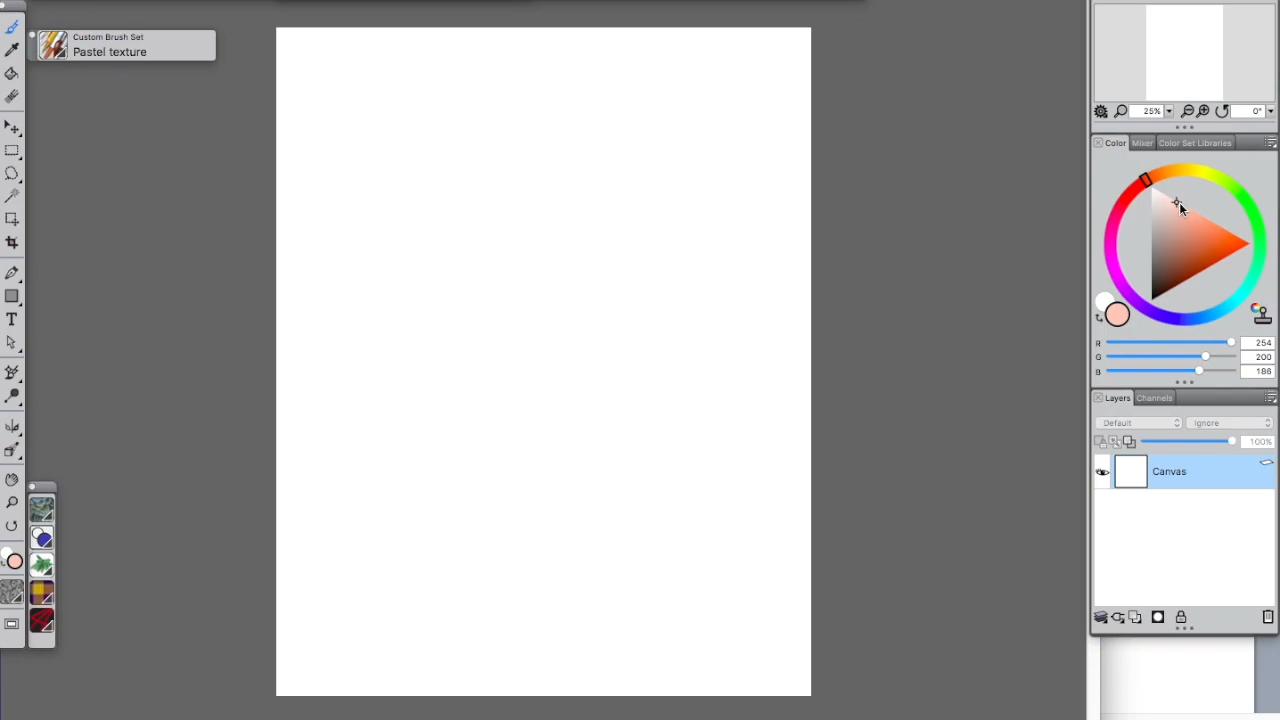 Custom Brush Set
Pastel texture
25%
0°
Color
Mixer
Color Set Libraries
R
254
G
200
B
186
Layers
Channels
Default
Ignore
100%
Canvas
T